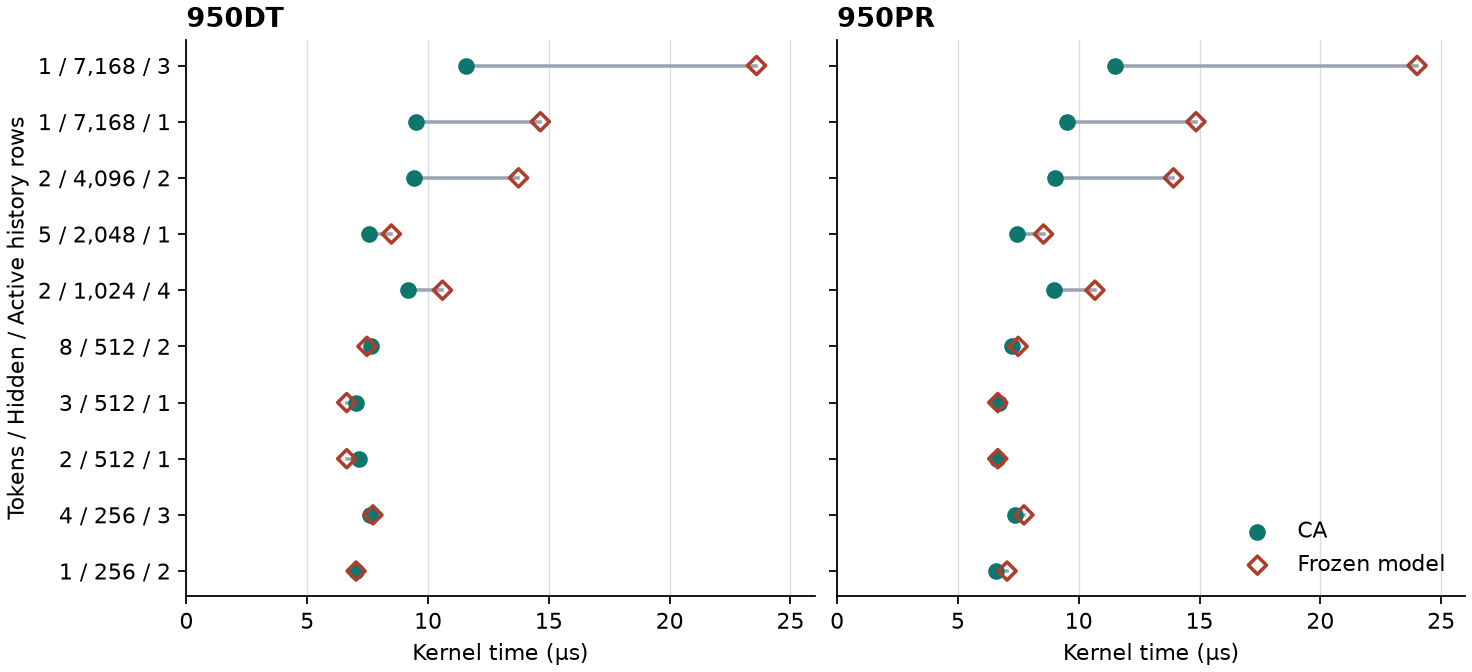 950DT
950PR
Tokens / Hidden / Active history rows
1 / 7,168 / 3
1 / 7,168 / 1
2 / 4,096 / 2
5 / 2,048 / 1
2 / 1,024 / 4
8 / 512 / 2
3 / 512 / 1
2 / 512 / 1
4 / 256 / 3
1 / 256 / 2
CA
Frozen model
0 5 10 15 20 25
0 5 10 15 20 25
Kernel time (µs)
Kernel time (µs)